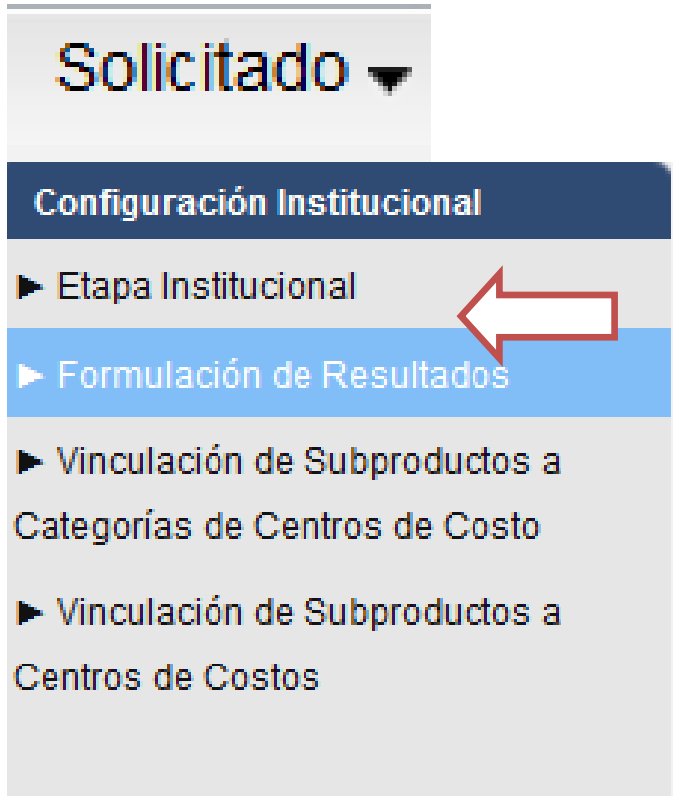 Solicitado
Configuración Institucional
Etapa Institucional
Formulación de Resultados
Vinculación de Subproductos a
Categorías de Centros de Costo
Vinculación de Subproductos a
Centros de Costos